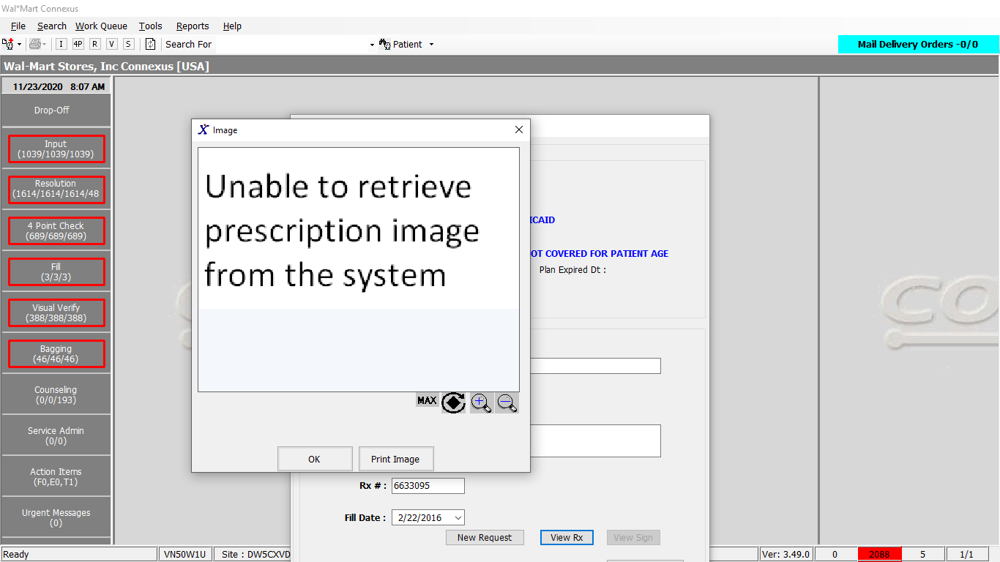 Wal*Mart Connexus
File Search Work Queue Tools Reports Help
I 4P R V S Search For Patient Mail Delivery Orders -0/0
Wal-Mart Stores, Inc Connexus [USA]
11/23/2020 8:07 AM
Drop-Off
Input
(1039/1039/1039)
Resolution
(1614/1614/1614/48
4 Point Check
(689/689/689)
Fill
(3/3/3)
Visual Verify
(388/388/388)
Bagging
(46/46/46)
Counseling
(0/0/193)
Service Admin
(0/0)
Action Items
(F0,E0,T1)
Urgent Messages
(0)
X Image
Unable to retrieve
prescription image
from the system
MAX
OK Print Image
ICAID
OT COVERED FOR PATIENT AGE
Plan Expired Dt :
Rx # : 6633095
Fill Date : 2/22/2016
New Request View Rx View Sign
CO
Ready VN50W1U Site : DW5CXVD Ver: 3.49.0 0 2088 5 1/1